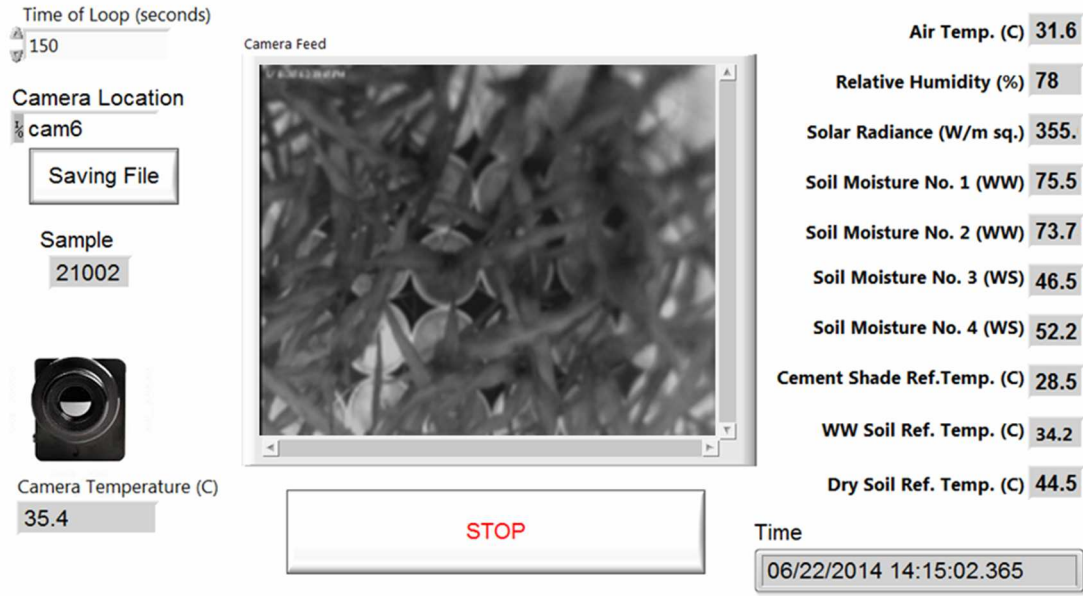 Time of Loop (seconds)
150
Camera Location
cam6
Saving File
Sample
21002
Camera Temperature (C)
35.4
Camera Feed
STOP
Air Temp. (C) 31.6
Relative Humidity (%) 78
Solar Radiance (W/m sq.) 355.
Soil Moisture No. 1 (WW) 75.5
Soil Moisture No. 2 (WW) 73.7
Soil Moisture No. 3 (WS) 46.5
Soil Moisture No. 4 (WS) 52.2
Cement Shade Ref.Temp. (C) 28.5
WW Soil Ref. Temp. (C) 34.2
Dry Soil Ref. Temp. (C) 44.5
Time
06/22/2014 14:15:02.365